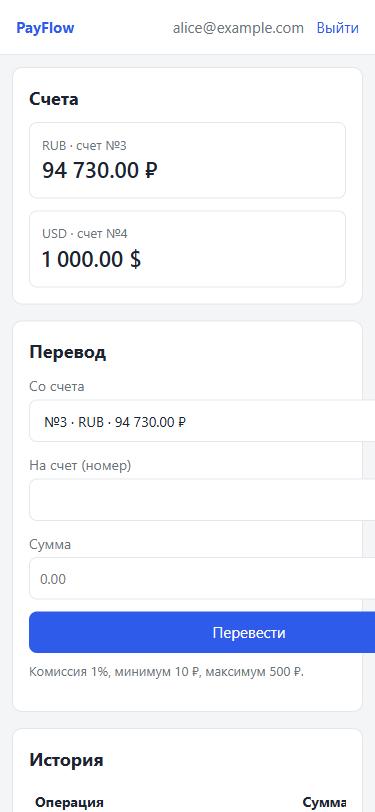 PayFlow alice@example.com Выйти
Счета
RUB · счет №3
94 730.00 ₽
USD · счет №4
1 000.00 $
Перевод
Со счета
№3 · RUB · 94 730.00 ₽
На счет (номер)
Сумма
0.00
Перевести
Комиссия 1%, минимум 10 ₽, максимум 500 ₽.
История
Операция Сумма